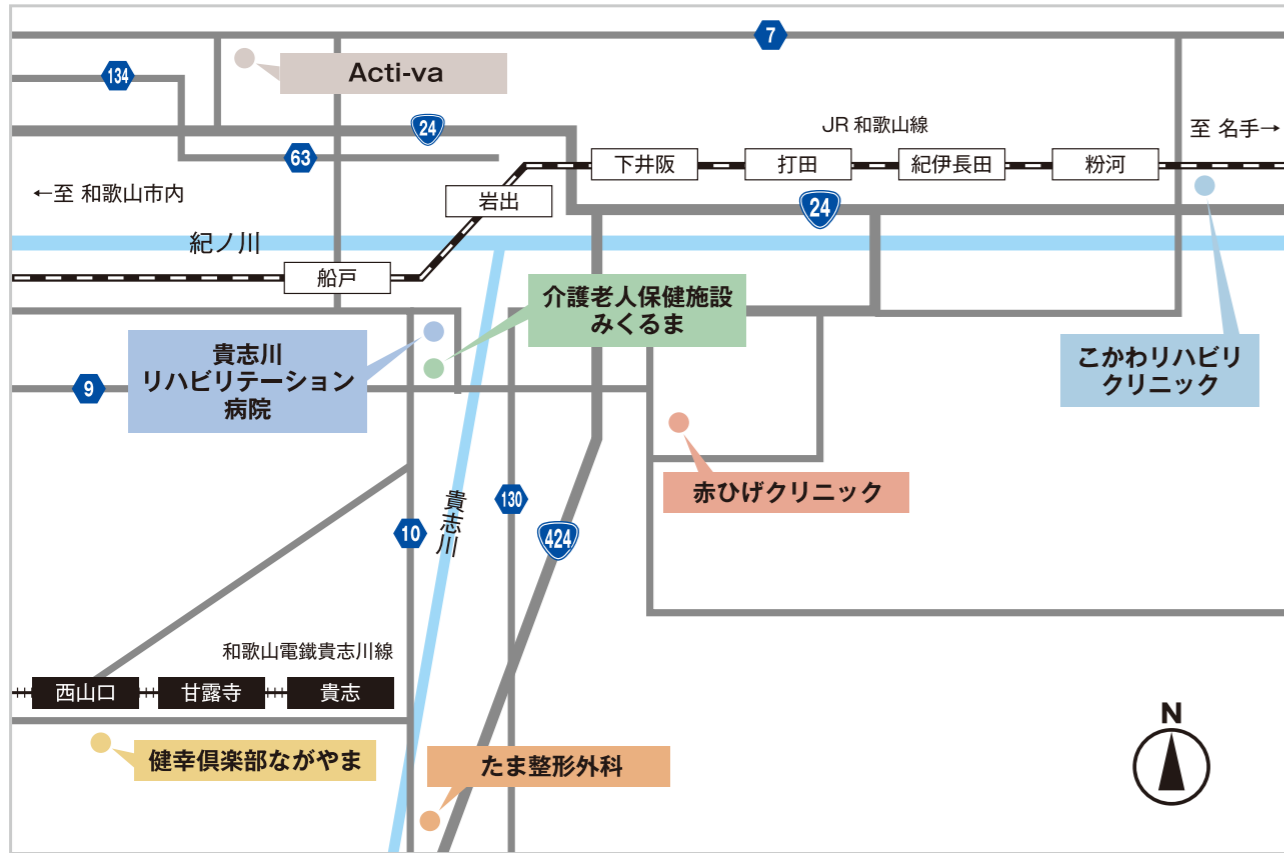 7
Acti-va
134
24
JR 和歌山線
至 名手→
63
下井阪
打田
紀伊長田
粉河
←至 和歌山市内
岩出
24
紀ノ川
船戸
介護老人保健施設
みくるま
貴志川
リハビリテーション
病院
こかわリハビリ
クリニック
9
赤ひげクリニック
貴志川
130
10
424
和歌山電鐵貴志川線
西山口
甘露寺
貴志
N
健幸倶楽部ながやま
たま整形外科